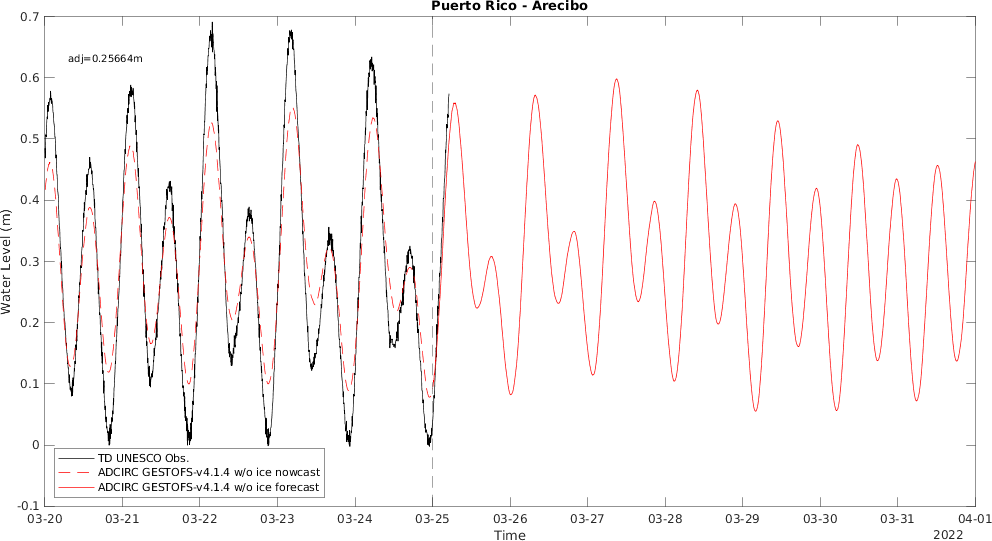 Puerto Rico - Arecibo
0.7
adj=0.25664m
0.6
0.5
0.4
0.3
0.2
0.1
0
-0.1
Water Level (m)
TD UNESCO Obs.
ADCIRC GESTOFS-v4.1.4 w/o ice nowcast
ADCIRC GESTOFS-v4.1.4 w/o ice forecast
03-20 03-21 03-22 03-23 03-24 03-25 03-26 03-27 03-28 03-29 03-30 03-31 04-01
Time
2022